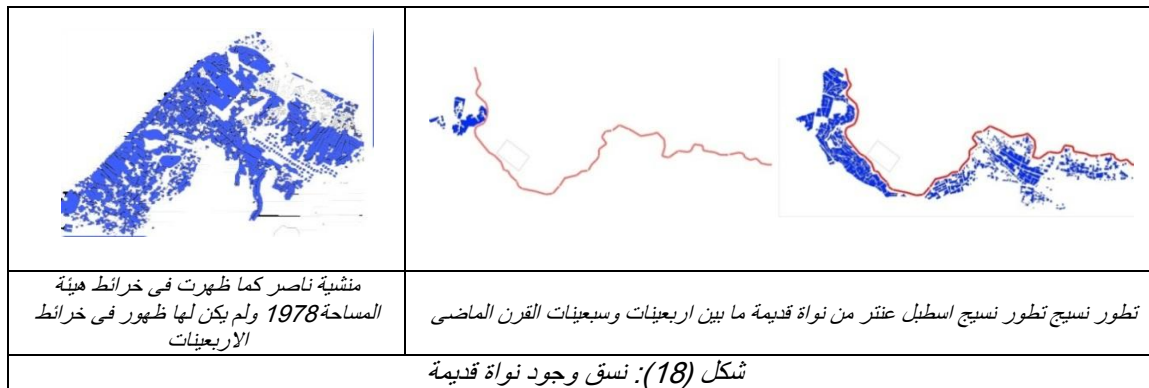 تطور نسيج تطور نسيج اسطبل عنتر من نواة قديمة ما بين اربعينات وسبعينات القرن الماضى
منشية ناصر كما ظهرت فى خرائط هيئة
المساحة 1978 ولم يكن لها ظهور فى خرائط
الاربعينات
شكل (18): نسق وجود نواة قديمة